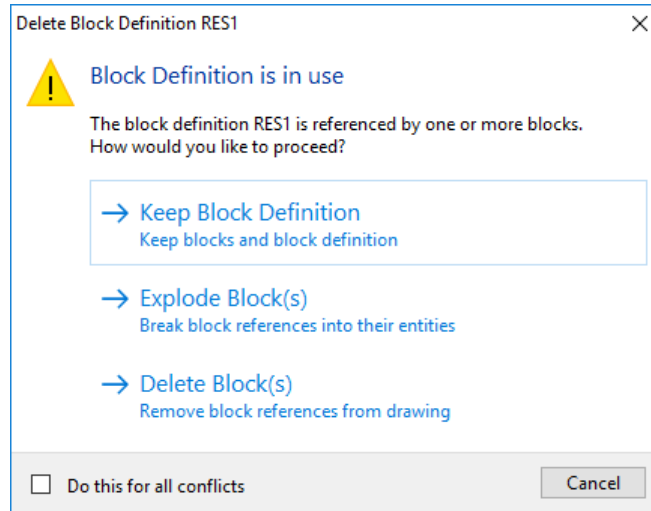 Delete Block Definition RES1
Block Definition is in use
The block definition RES1 is referenced by one or more blocks.
How would you like to proceed?
Keep Block Definition
Keep blocks and block definition
Explode Block(s)
Break block references into their entities
Delete Block(s)
Remove block references from drawing
Do this for all conflicts
Cancel